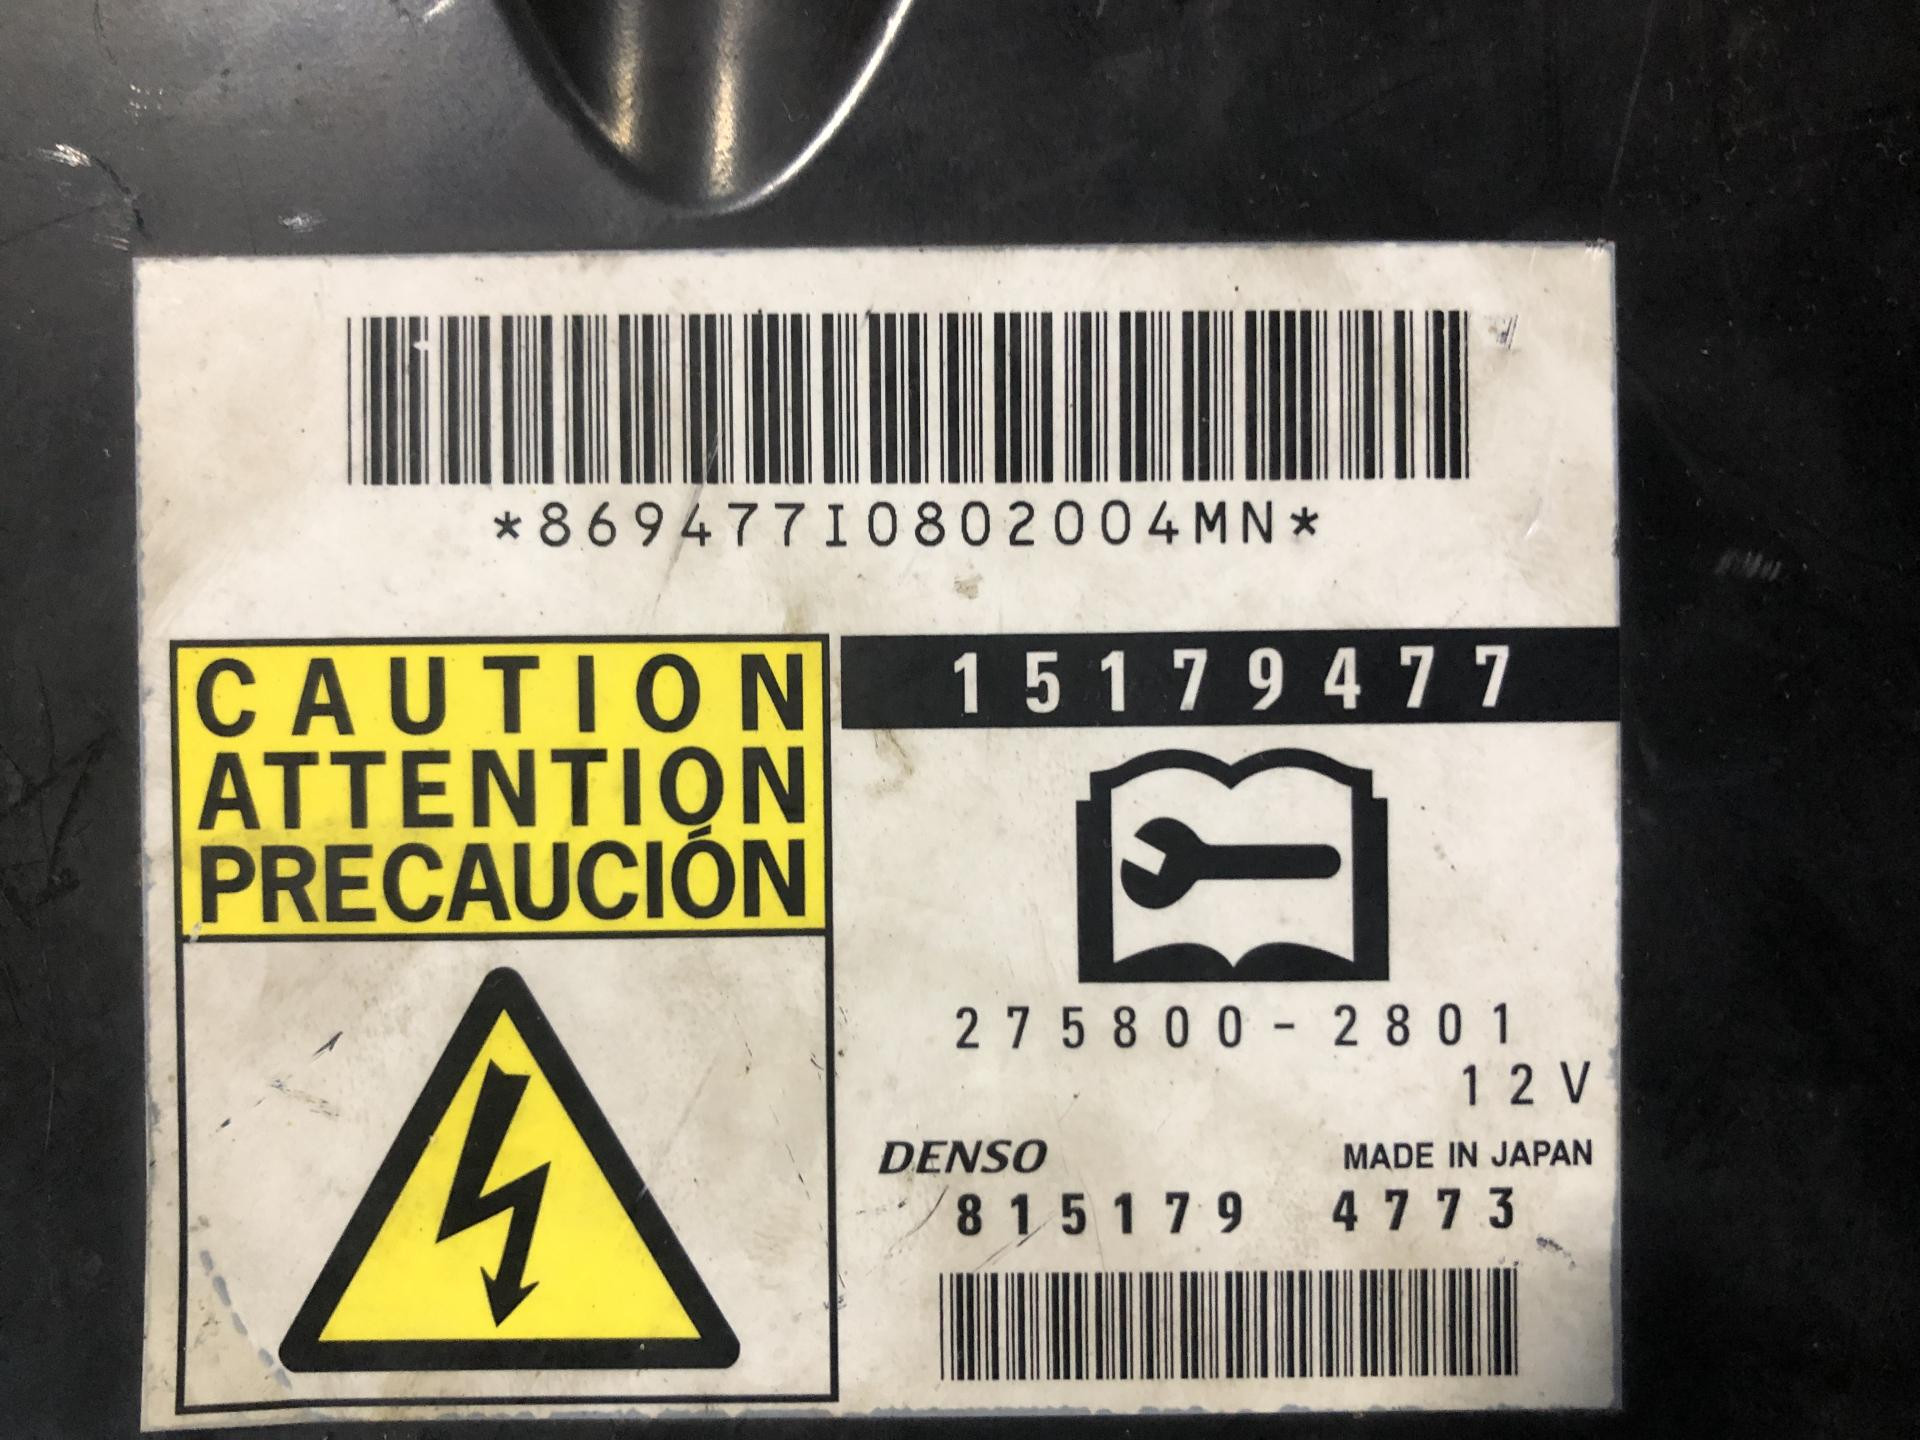 *869477I0802004MN*
CAUTION
ATTENTION
PRECAUCIÓN
15179477
275800-2801
12V
DENSO MADE IN JAPAN
815179 4773